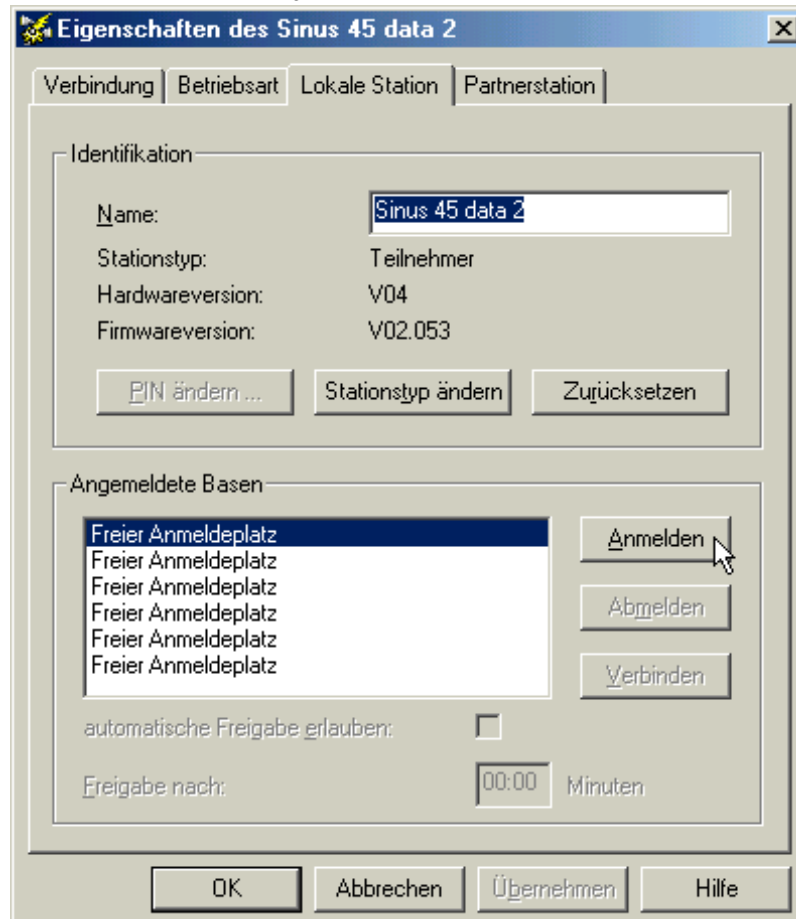 Eigenschaften des Sinus 45 data 2
Verbindung Betriebsart Lokale Station Partnerstation
Identifikation
Name: Sinus 45 data 2
Stationstyp: Teilnehmer
Hardwareversion: V04
Firmwareversion: V02.053
PIN ändern ... Stationstyp ändern Zurücksetzen
Angemeldete Basen
Freier Anmeldeplatz Anmelden
Freier Anmeldeplatz
Freier Anmeldeplatz
Freier Anmeldeplatz Abmelden
Freier Anmeldeplatz
Freier Anmeldeplatz Verbinden
automatische Freigabe erlauben:
Freigabe nach: 00:00 Minuten
OK Abbrechen Übernehmen Hilfe